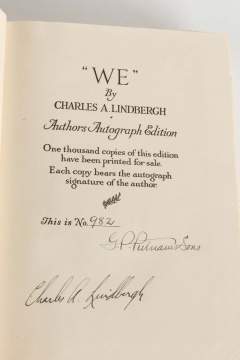 "WE"
By
CHARLES A. LINDBERGH
Authors Autograph Edition
One thousand copies of this edition
have been printed for sale.
Each copy bears the autograph
signature of the author
This is No. 982
G. P. Putnam's Sons
Charles A. Lindbergh